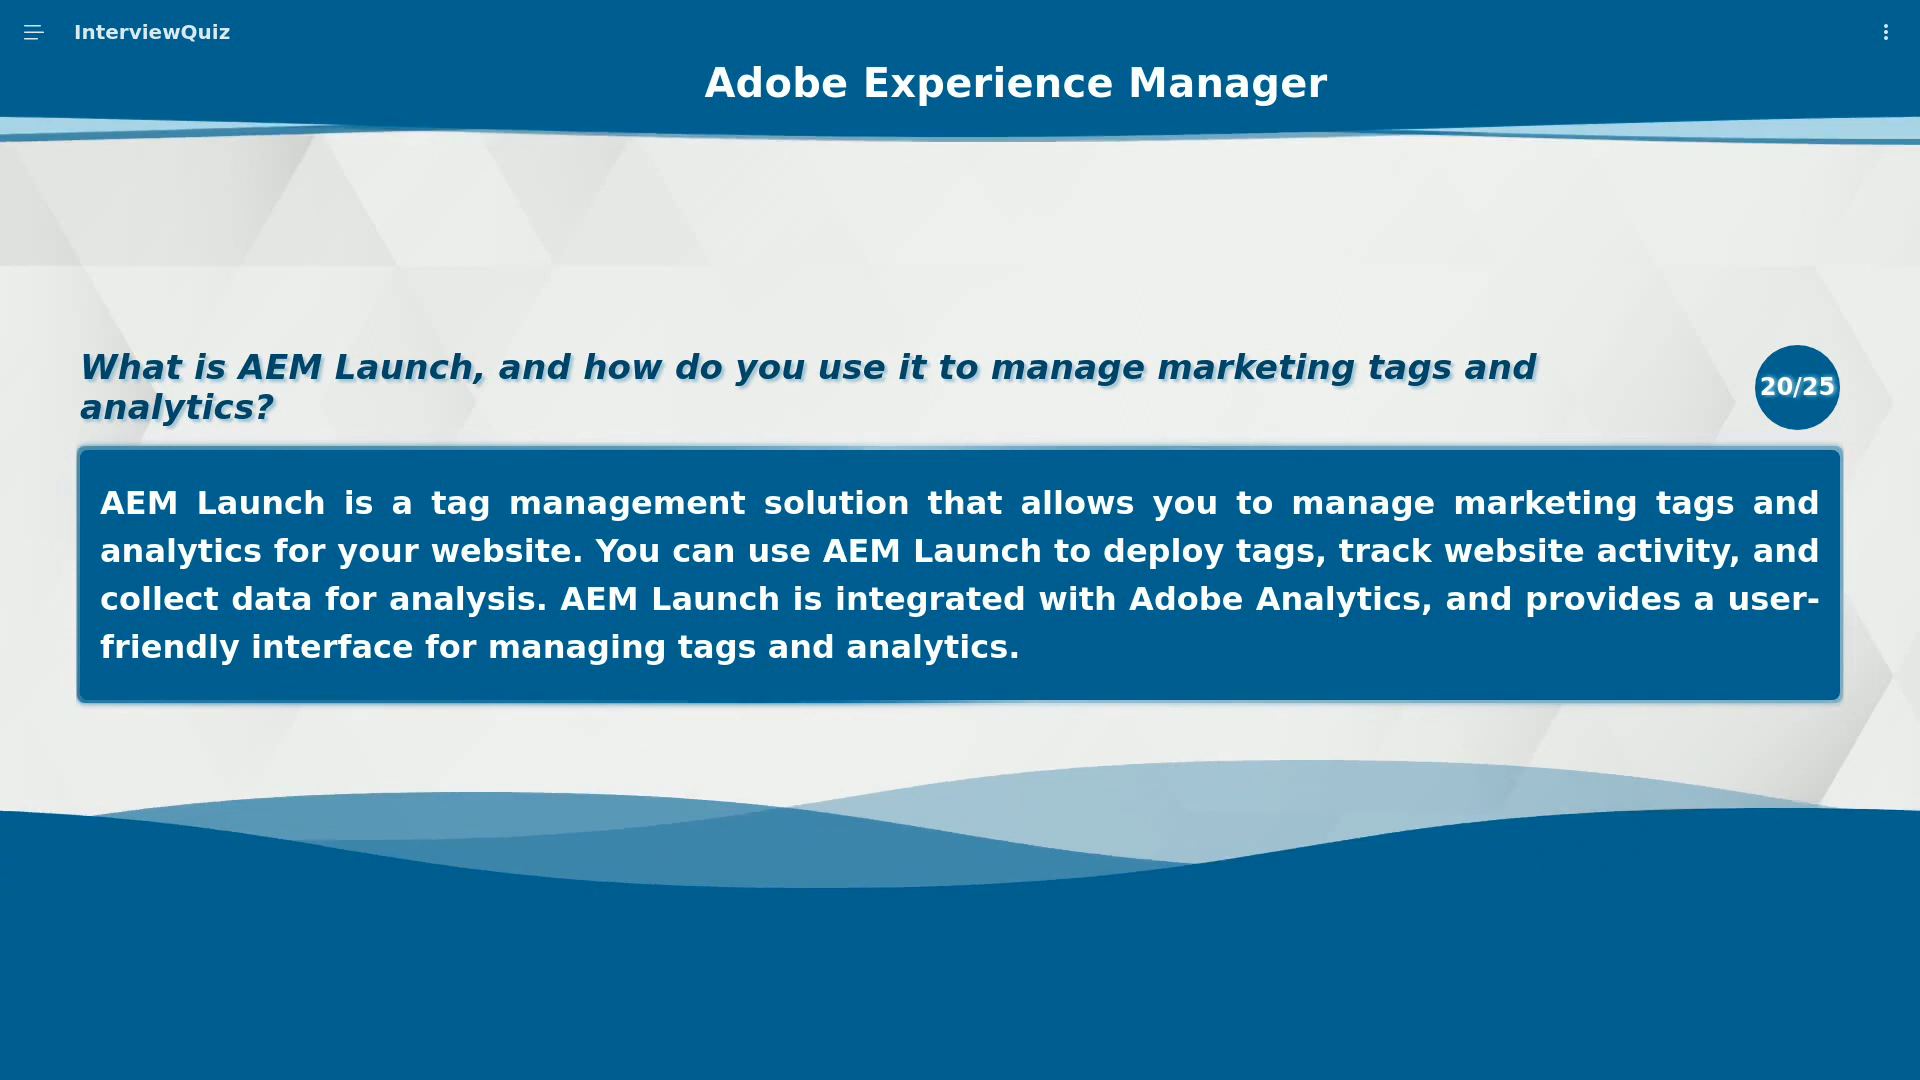 InterviewQuiz
Adobe Experience Manager
What is AEM Launch, and how do you use it to manage marketing tags and
analytics?
20/25
AEM Launch is a tag management solution that allows you to manage marketing tags and
analytics for your website. You can use AEM Launch to deploy tags, track website activity, and
collect data for analysis. AEM Launch is integrated with Adobe Analytics, and provides a user-
friendly interface for managing tags and analytics.